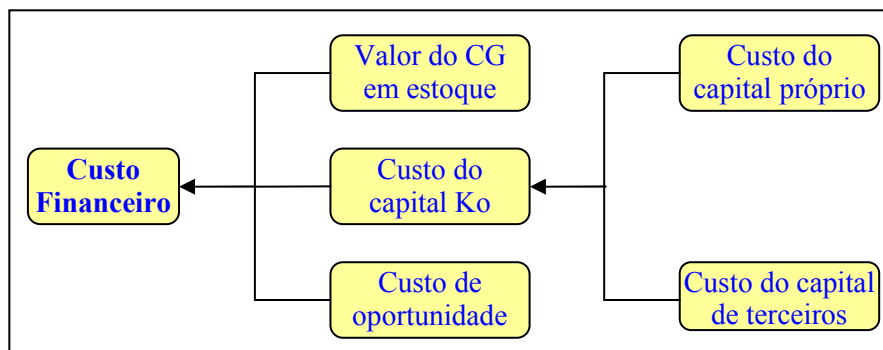 Valor do CG
em estoque
Custo do
capital próprio
Custo
Financeiro
Custo do
capital Ko
Custo de
oportunidade
Custo do capital
de terceiros